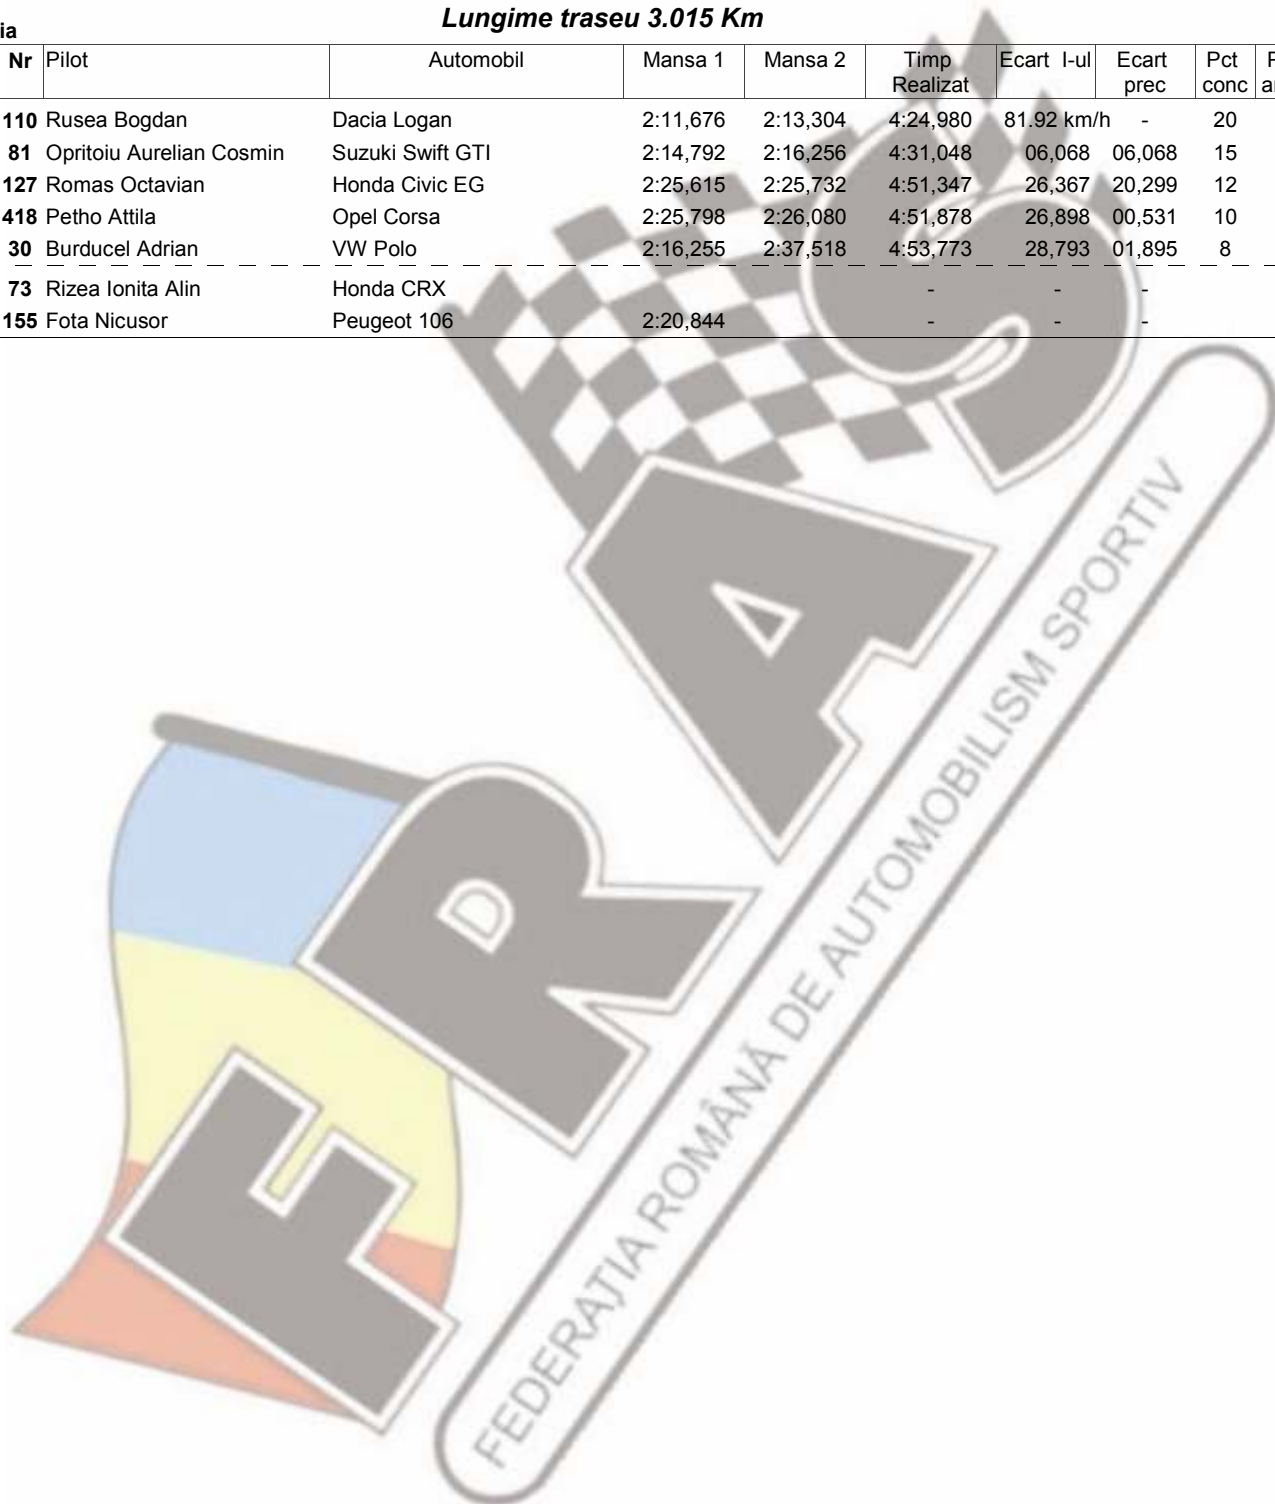 Lungime traseu 3.015 Km
ia
Nr Pilot Automobil Mansa 1 Mansa 2 Timp Realizat Ecart I-ul Ecart prec Pct conc
110 Rusea Bogdan Dacia Logan 2:11,676 2:13,304 4:24,980 81.92 km/h - 20
81 Opritoiu Aurelian Cosmin Suzuki Swift GTI 2:14,792 2:16,256 4:31,048 06,068 06,068 15
127 Romas Octavian Honda Civic EG 2:25,615 2:25,732 4:51,347 26,367 20,299 12
418 Petho Attila Opel Corsa 2:25,798 2:26,080 4:51,878 26,898 00,531 10
30 Burducel Adrian VW Polo 2:16,255 2:37,518 4:53,773 28,793 01,895 8
73 Rizea Ionita Alin Honda CRX - - -
155 Fota Nicusor Peugeot 106 2:20,844 - - -
FRAS
FEDERAŢIA ROMÂNĂ DE AUTOMOBILISM SPORTIV